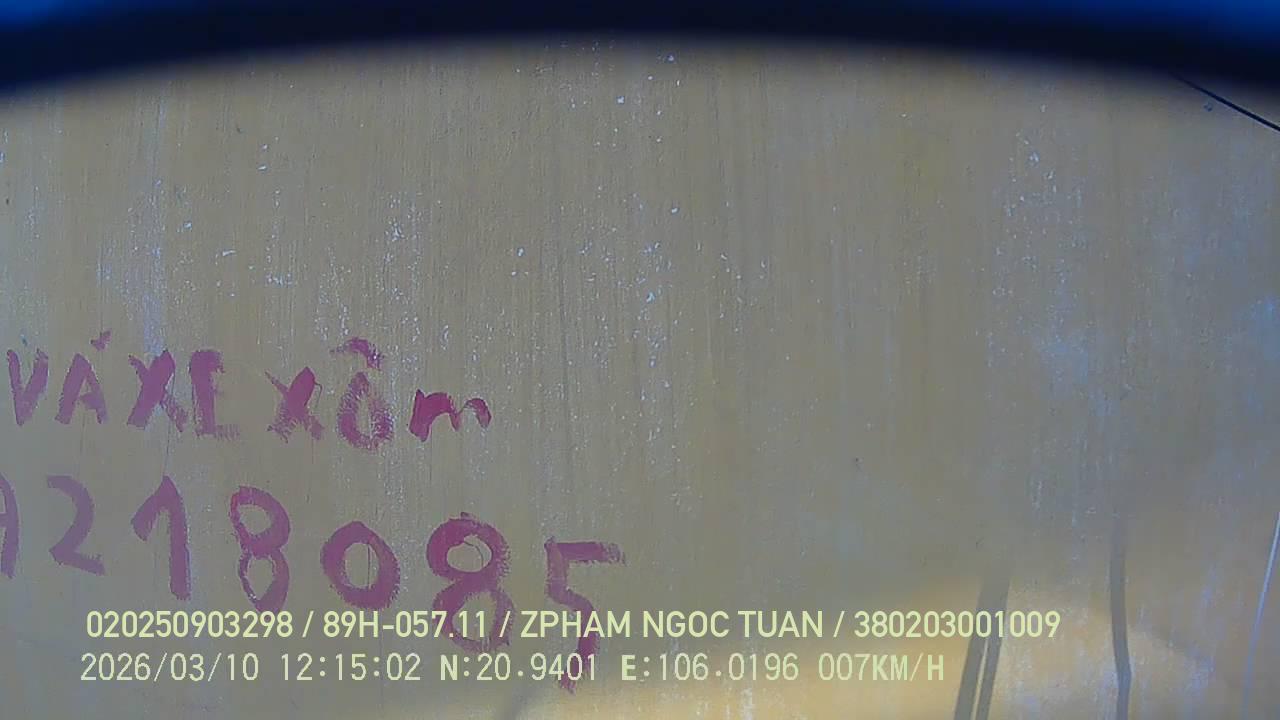 VÁ XE XÔm
218085
020250903298 / 89H-057.11 / ZPHAM NGOC TUAN / 380203001009
2026/03/10 12:15:02 N:20.9401 E:106.0196 007KM/H